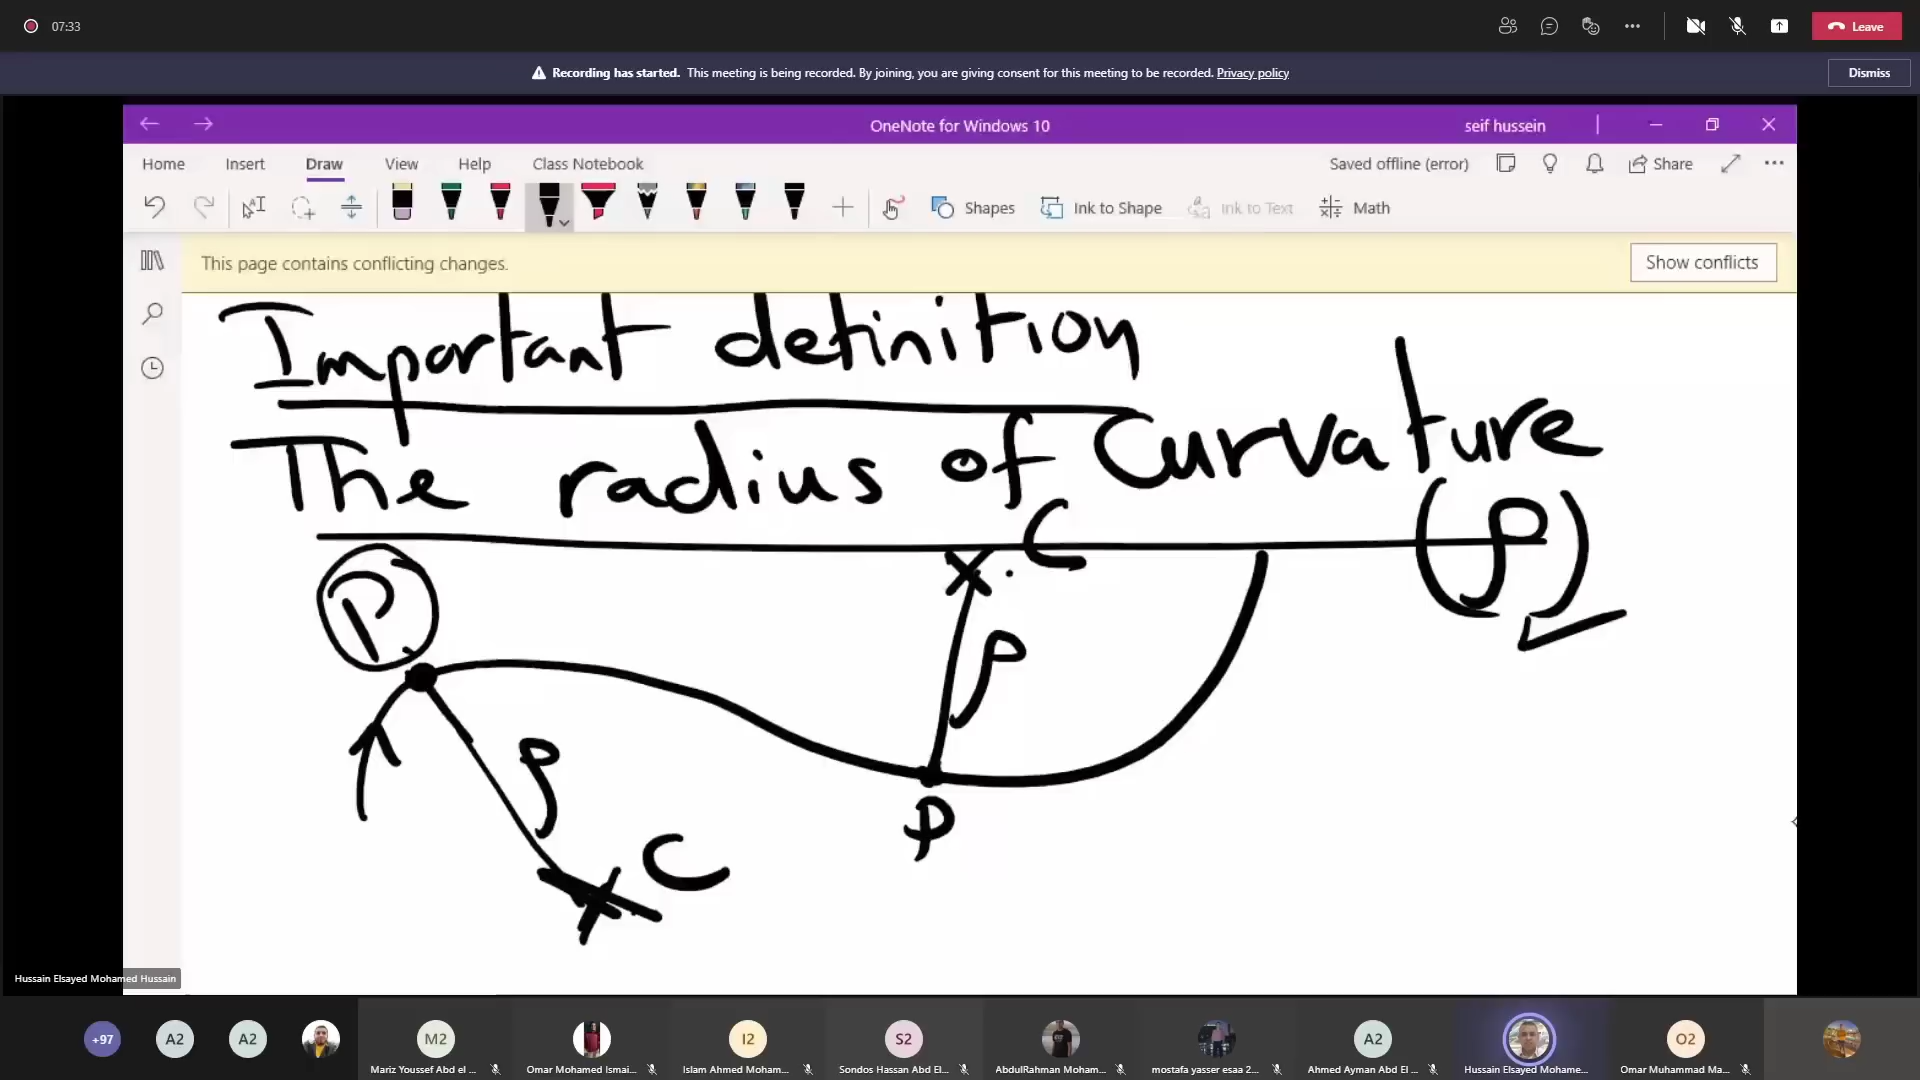 07:33
Leave
Recording has started. This meeting is being recorded. By joining, you are giving consent for this meeting to be recorded. Privacy policy
Dismiss
OneNote for Windows 10
seif hussein
Home Insert Draw View Help Class Notebook
Saved offline (error)
Share
Shapes
Ink to Shape
Ink to Text
Math
This page contains conflicting changes.
Show conflicts
Important definition
The radius of Curvature
(ρ)
P
C
ρ
ρ
P
C
Hussain Elsayed Mohamed Hussain
+97
A2
A2
M2
I2
S2
A2
O2
Mariz Youssef Abd el ...
Omar Mohamed Ismai...
Islam Ahmed Moham...
Sondos Hassan Abd El...
AbdulRahman Moham...
mostafa yasser esaa 2...
Ahmed Ayman Abd El ...
Hussain Elsayed Mohame...
Omar Muhammad Ma...